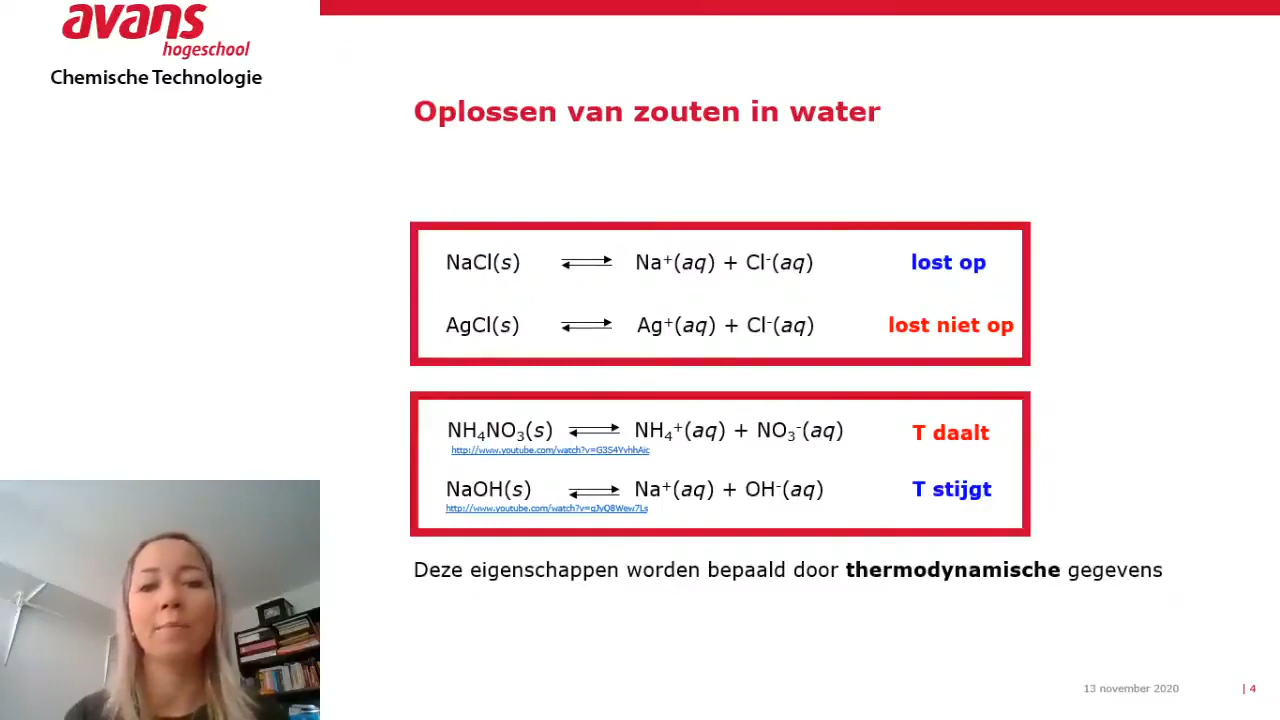 avans
hogeschool
Chemische Technologie
Oplossen van zouten in water
NaCl(s) ⇌ Na⁺(aq) + Cl⁻(aq) lost op
AgCl(s) ⇌ Ag⁺(aq) + Cl⁻(aq) lost niet op
NH₄NO₃(s) ⇌ NH₄⁺(aq) + NO₃⁻(aq) T daalt
http://www.youtube.com/watch?v=G3S4YvhhAic
NaOH(s) ⇌ Na⁺(aq) + OH⁻(aq) T stijgt
http://www.youtube.com/watch?v=qJyQ8Wew7Ls
Deze eigenschappen worden bepaald door thermodynamische gegevens
13 november 2020 | 4